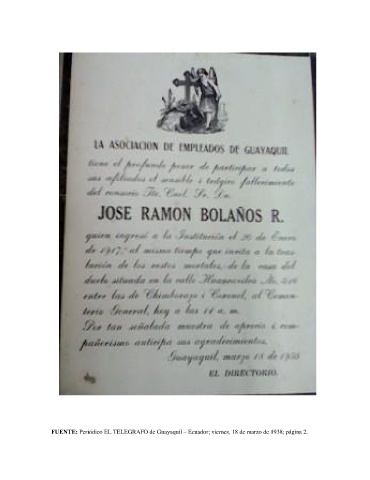 LA ASOCIACION DE EMPLEADOS DE GUAYAQUIL
tiene el profundo pesar de participar a todos
sus afiliados el sensible i trágico fallecimiento
del consocio Tte. Crnl. Sr. Dn.
JOSE RAMON BOLAÑOS R.
quien ingresó a la Institución el 26 de Enero
de 1917, al mismo tiempo que invita a la tras
lación de los restos mortales, de la casa del
duelo situada en la calle Huancavilca No.
entre las de Chimborazo i Coronel, al Cemen
terio General, hoy a las 11 a. m.
Por tan señalada muestra de aprecio i com-
pañerismo anticipa sus agradecimientos.
Guayaquil, marzo 18 de 1938
EL DIRECTORIO.
FUENTE: Periódico EL TELEGRAFO de Guayaquil – Ecuador; viernes, 18 de marzo de 1938; página 2.